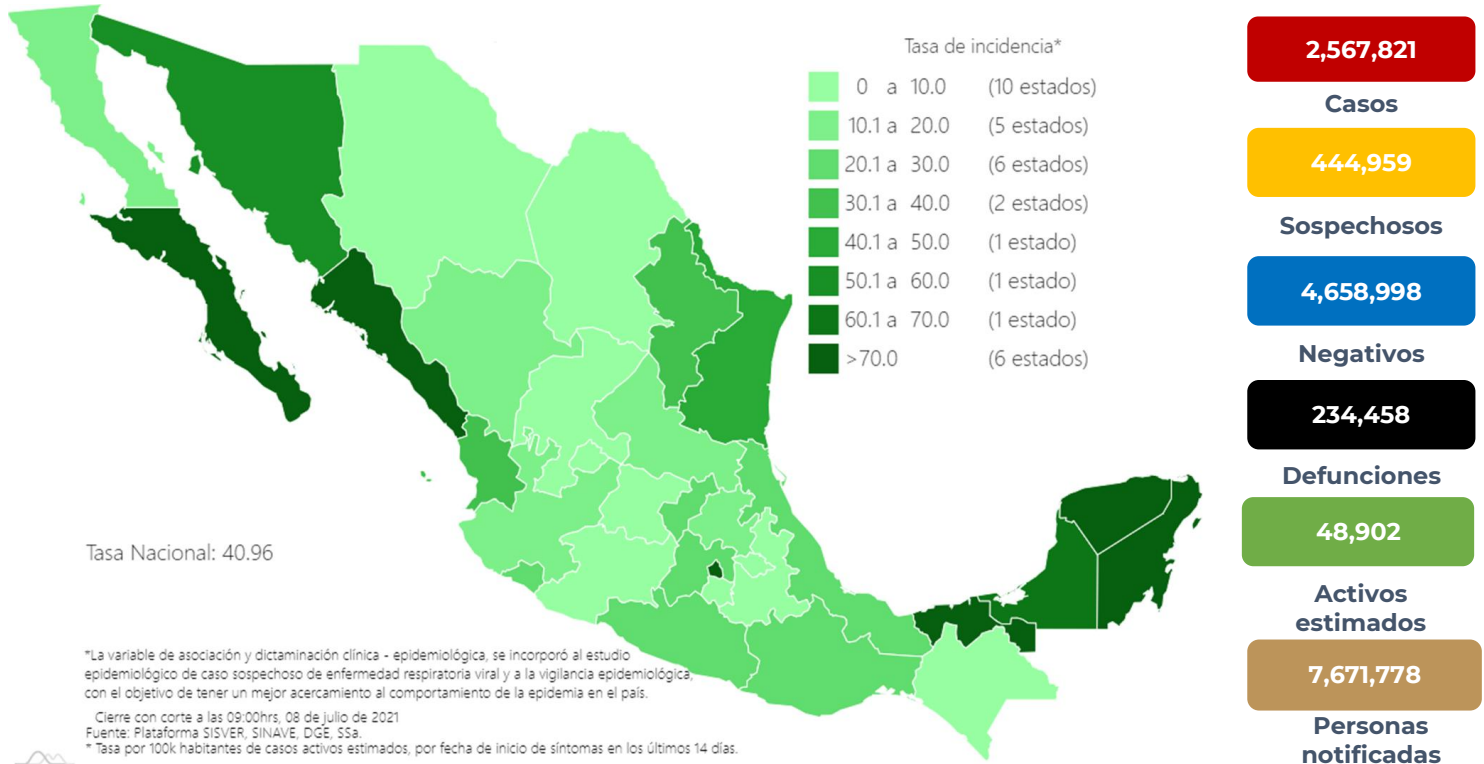 Tasa de incidencia*
0 a 10.0 (10 estados)
10.1 a 20.0 (5 estados)
20.1 a 30.0 (6 estados)
30.1 a 40.0 (2 estados)
40.1 a 50.0 (1 estado)
50.1 a 60.0 (1 estado)
60.1 a 70.0 (1 estado)
>70.0 (6 estados)
Tasa Nacional: 40.96
*La variable de asociación y dictaminación clínica - epidemiológica, se incorporó al estudio
epidemiológico de caso sospechoso de enfermedad respiratoria viral y a la vigilancia epidemiológica,
con el objetivo de tener un mejor acercamiento al comportamiento de la epidemia en el país.
Cierre con corte a las 09:00hrs, 08 de julio de 2021
Fuente: Plataforma SISVER, SINAVE, DGE, SSa.
* Tasa por 100k habitantes de casos activos estimados, por fecha de inicio de síntomas en los últimos 14 días.
2,567,821
Casos
444,959
Sospechosos
4,658,998
Negativos
234,458
Defunciones
48,902
Activos
estimados
7,671,778
Personas
notificadas